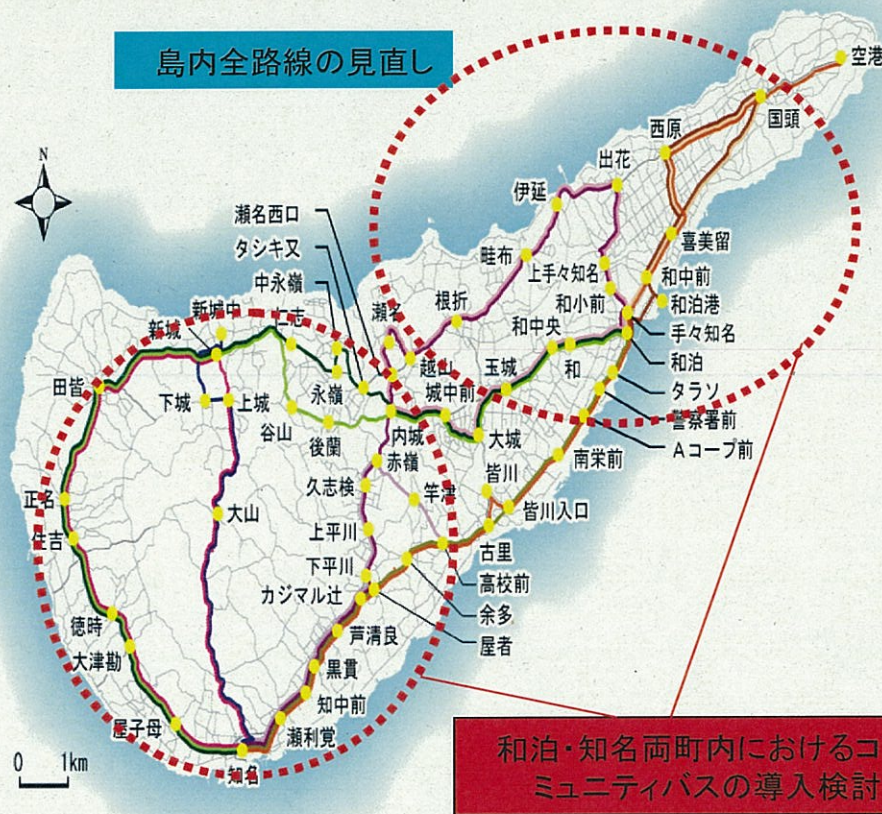 島内全路線の見直し
空港
国頭
西原
出花
伊延
喜美留
畦布
上手々知名
和中前
和小前
和泊港
根折
手々知名
和中央
和泊
瀬名西口
タシキ又
中永嶺
瀬名
越山
玉城
和
タラソ
警察署前
Aコープ前
城中前
大城
南栄前
新城中
新城
仁志
永嶺
内城
田皆
下城
上城
谷山
後蘭
赤嶺
皆川
皆川入口
久志検
竿津
正名
大山
住吉
上平川
古里
下平川
高校前
カジマル辻
余多
徳時
芦清良
屋者
大津勘
黒貫
知中前
屋子母
瀬利覚
知名
N
0 1km
和泊・知名両町内におけるコ
ミュニティバスの導入検討